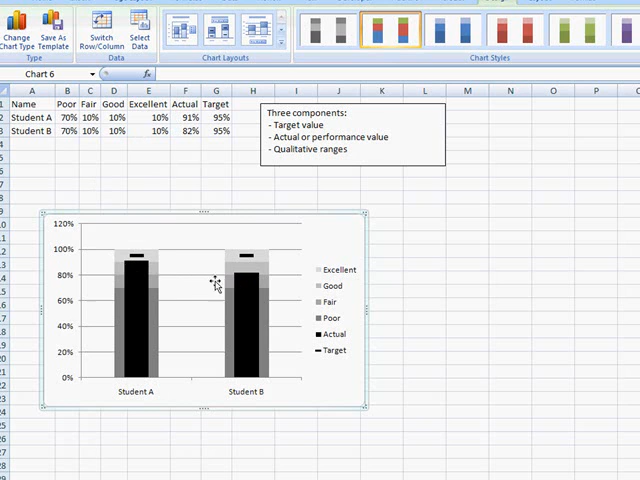 Change Chart Type
Save As Template
Switch Row/Column
Select Data
Type
Data
Chart Layouts
Chart Styles
Chart 6
fx
A B C D E F G H I J K L M N O P
1 Name Poor Fair Good Excellent Actual Target
2 Student A 70% 10% 10% 10% 91% 95%
3 Student B 70% 10% 10% 10% 82% 95%
Three components:
- Target value
- Actual or performance value
- Qualitative ranges
120%
100%
80%
60%
40%
20%
0%
Student A
Student B
Excellent
Good
Fair
Poor
Actual
Target